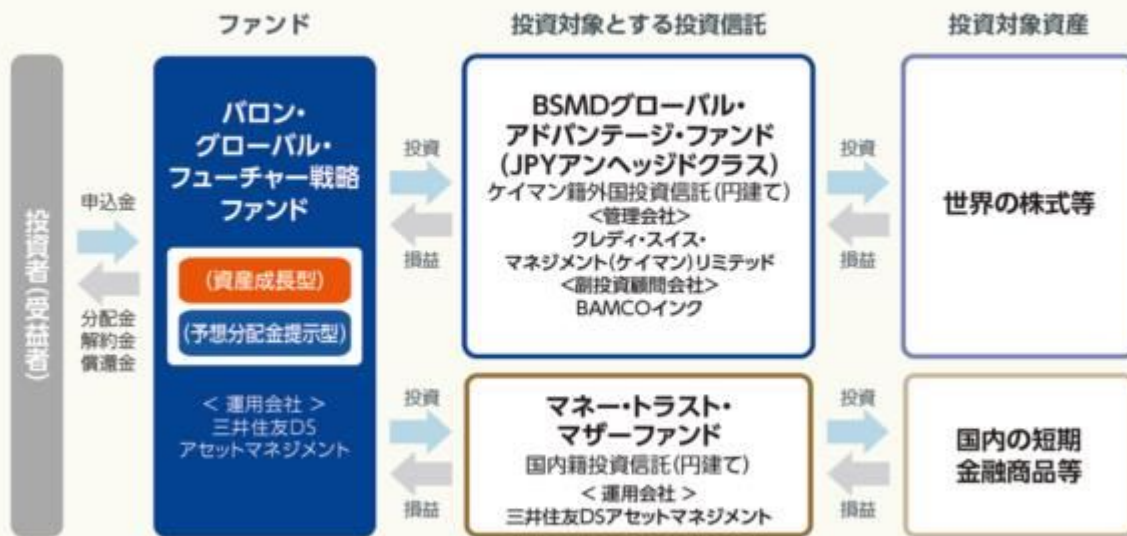 ファンド
投資対象とする投資信託
投資対象資産
投資者(受益者)
申込金
分配金
解約金
償還金
バロン・
グローバル・
フューチャー戦略
ファンド
(資産成長型)
(予想分配金提示型)
< 運用会社 >
三井住友DS
アセットマネジメント
投資
損益
BSMDグローバル・
アドバンテージ・ファンド
(JPYアンヘッジドクラス)
ケイマン籍外国投資信託(円建て)
<管理会社>
クレディ・スイス・
マネジメント(ケイマン)リミテッド
<副投資顧問会社>
BAMCOインク
投資
損益
世界の株式等
投資
損益
マネー・トラスト・
マザーファンド
国内籍投資信託(円建て)
< 運用会社 >
三井住友DSアセットマネジメント
投資
損益
国内の短期
金融商品等